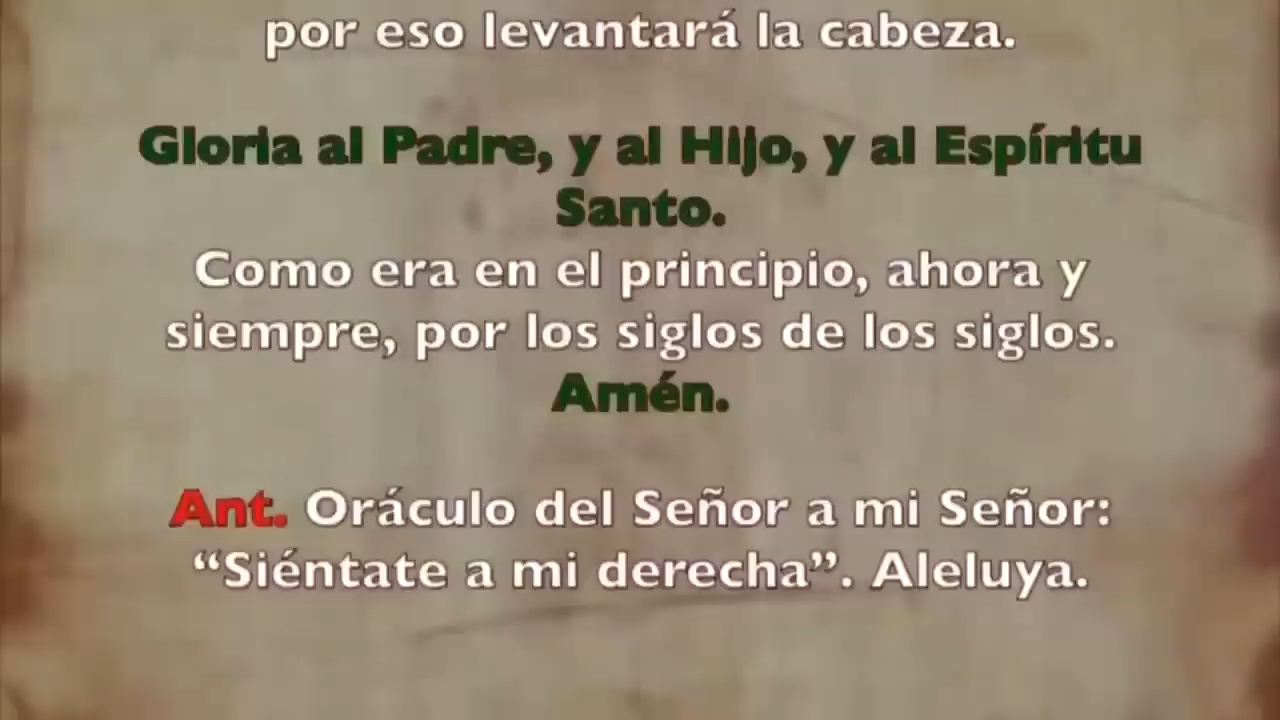 por eso levantará la cabeza.
Gloria al Padre, y al Hijo, y al Espíritu
Santo.
Como era en el principio, ahora y
siempre, por los siglos de los siglos.
Amén.
Ant. Oráculo del Señor a mi Señor:
“Siéntate a mi derecha”. Aleluya.